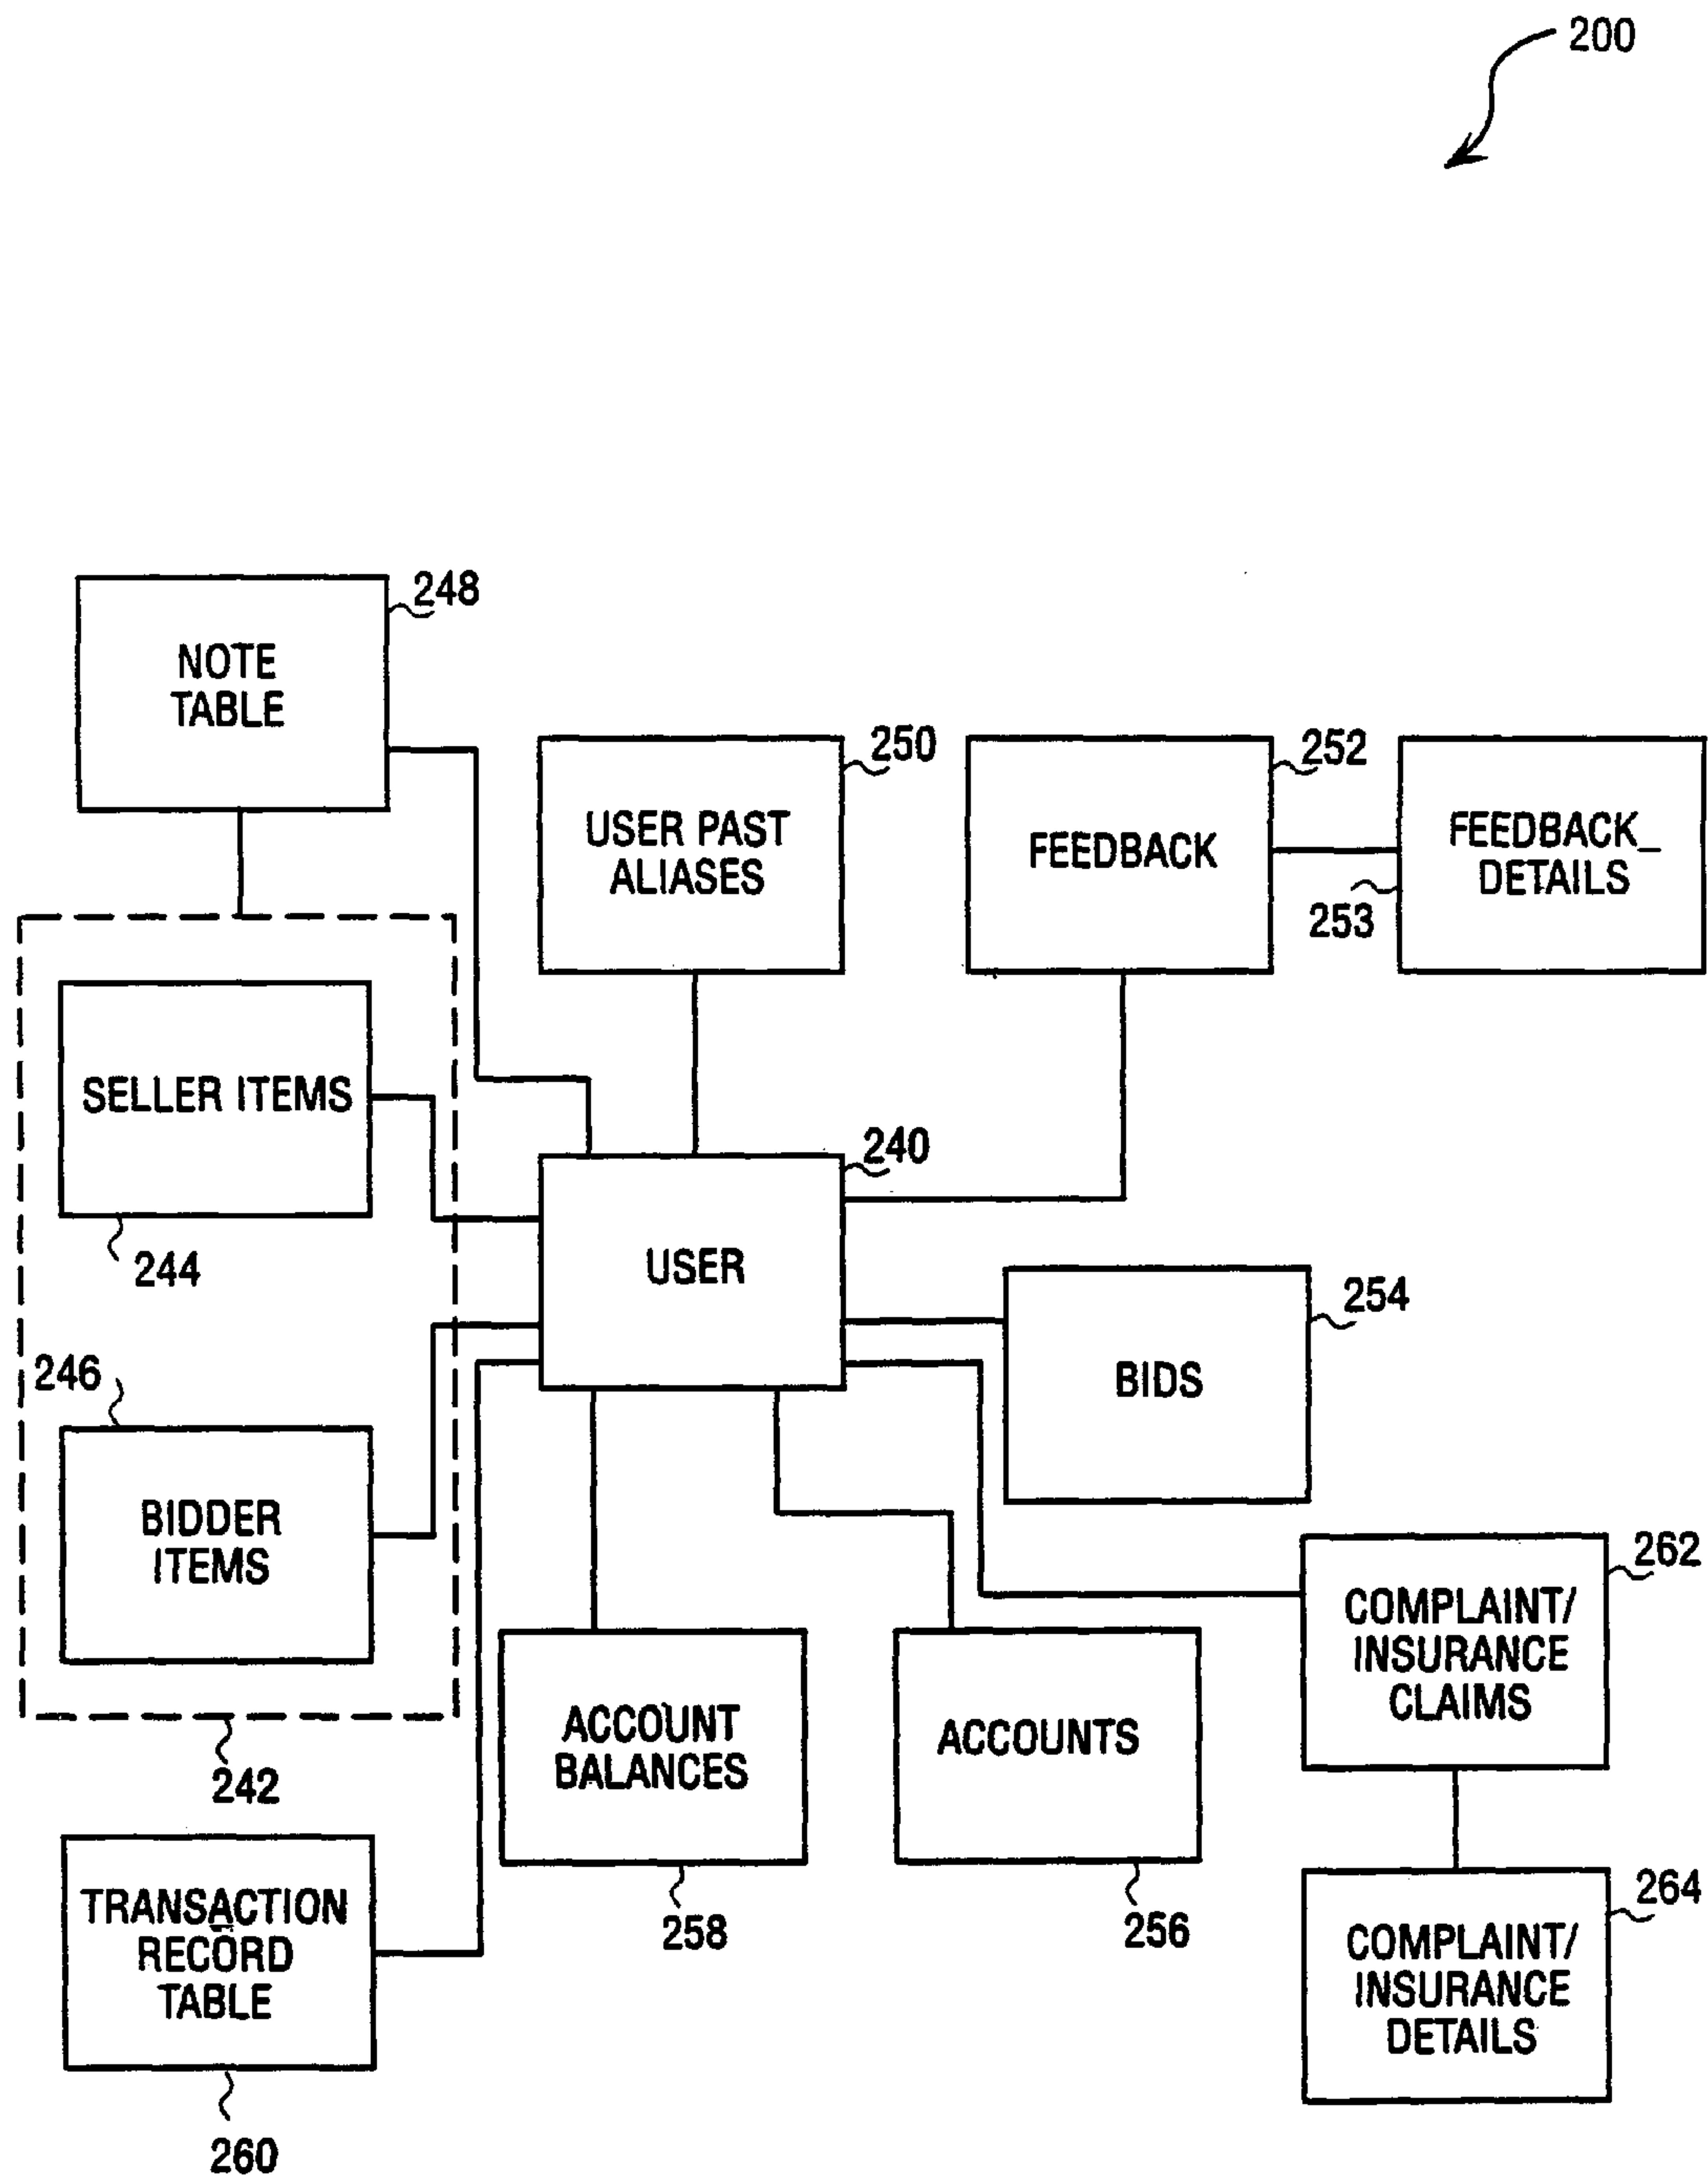 200
248
NOTE
TABLE
250
USER PAST
ALIASES
252
FEEDBACK
253
FEEDBACK_
DETAILS
SELLER ITEMS
244
240
USER
254
BIDS
246
BIDDER
ITEMS
242
262
COMPLAINT/
INSURANCE
CLAIMS
ACCOUNT
BALANCES
258
ACCOUNTS
256
264
COMPLAINT/
INSURANCE
DETAILS
TRANSACTION
RECORD
TABLE
260